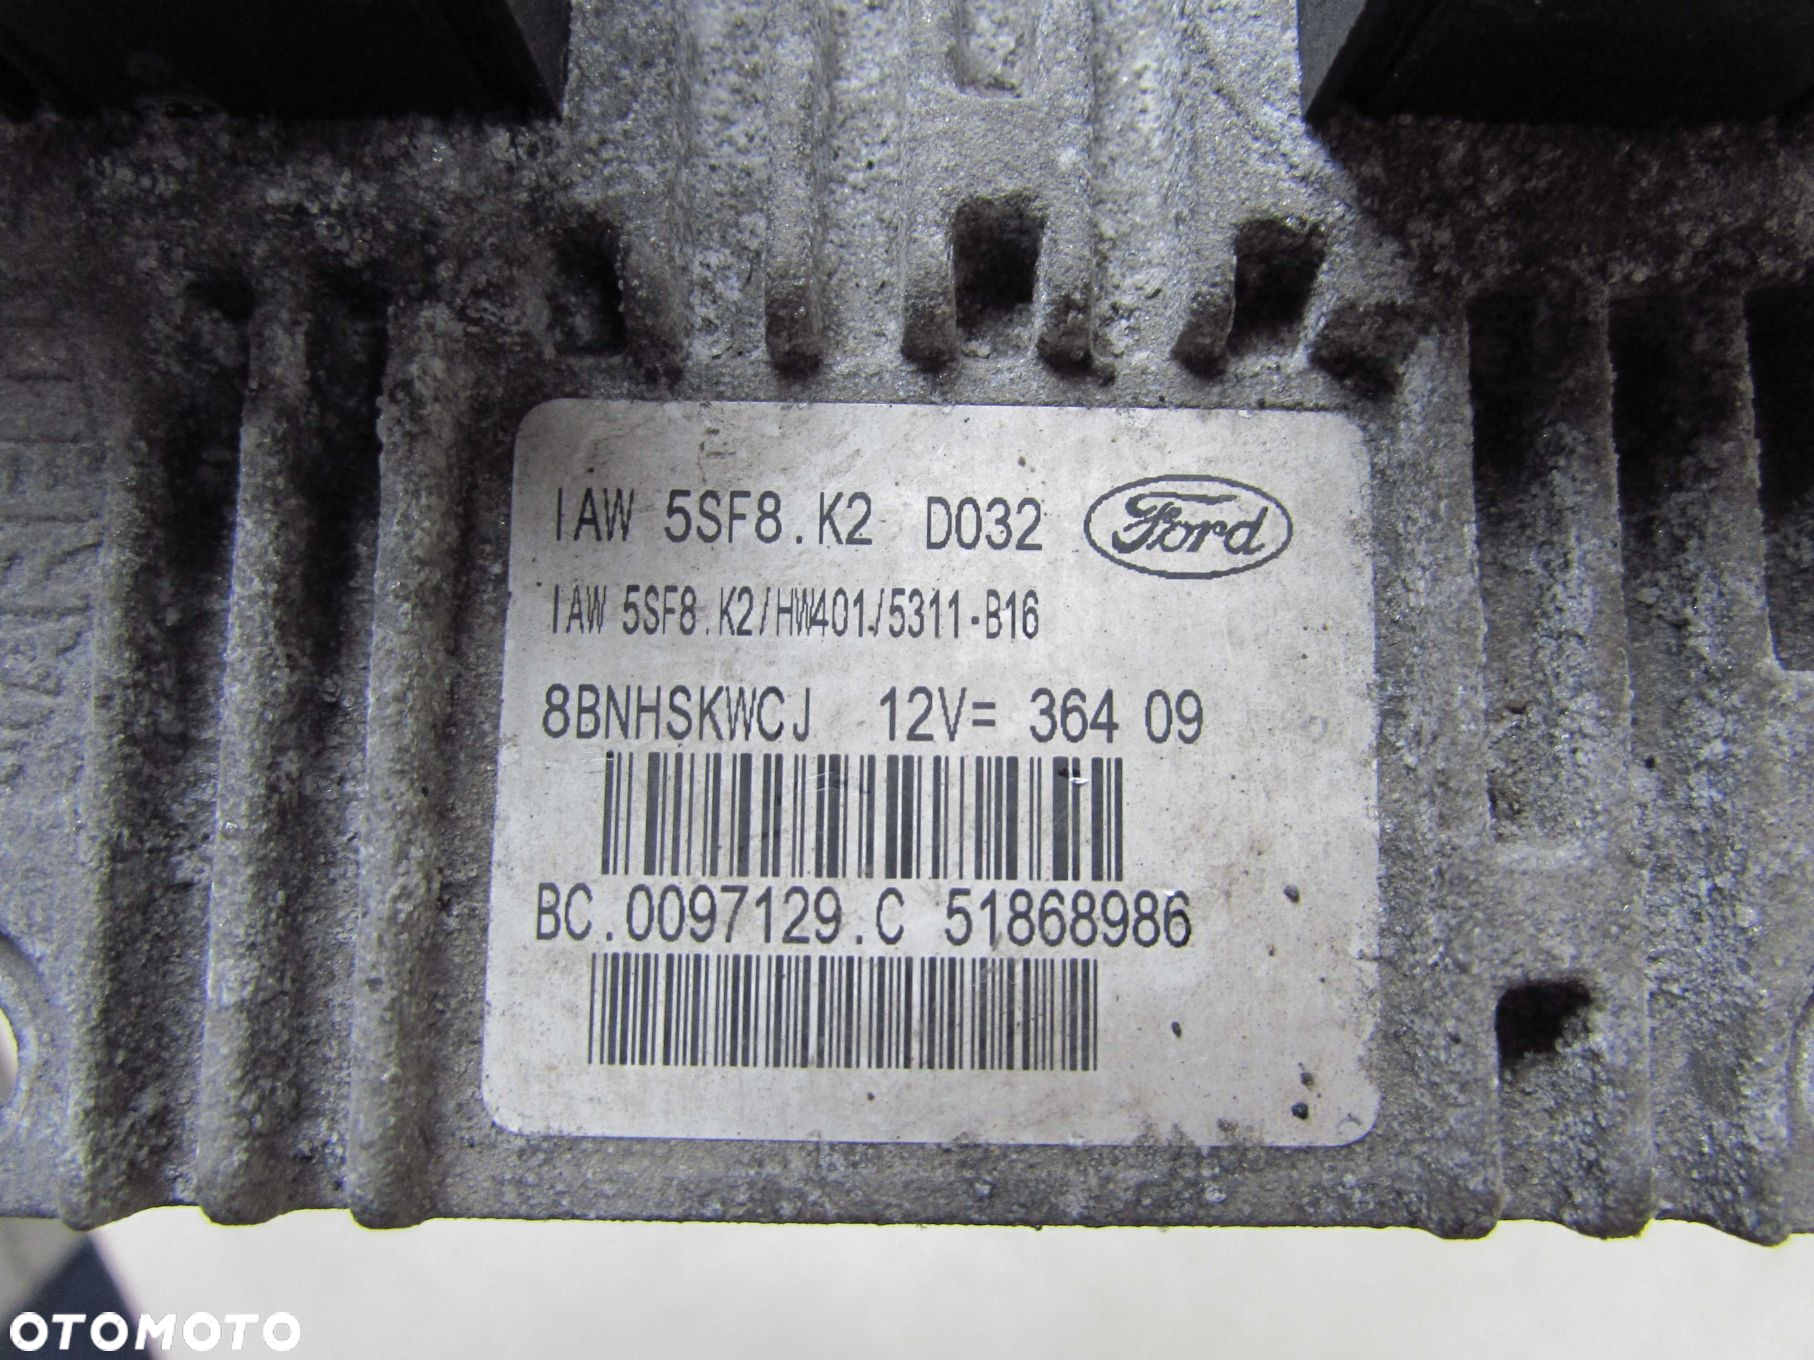 IAW 5SF8.K2 D032 Ford
IAW 5SF8.K2/HW401/5311-B16
8BNHSKWCJ 12V= 364 09
BC.0097129.C 51868986
OTOMOTO